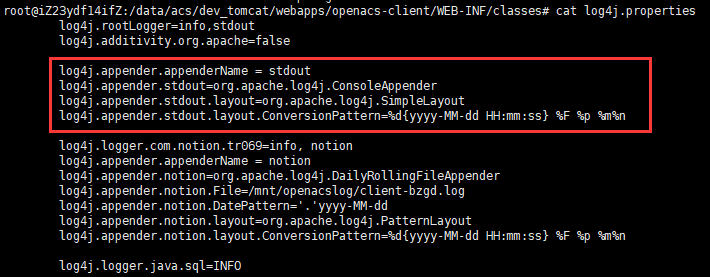 root@iZ23ydf14ifZ:/data/acs/dev_tomcat/webapps/openacs-client/WEB-INF/classes# cat log4j.properties
log4j.rootLogger=info,stdout
log4j.additivity.org.apache=false
log4j.appender.appenderName = stdout
log4j.appender.stdout=org.apache.log4j.ConsoleAppender
log4j.appender.stdout.layout=org.apache.log4j.SimpleLayout
log4j.appender.stdout.layout.ConversionPattern=%d{yyyy-MM-dd HH:mm:ss} %F %p %m%n
log4j.logger.com.notion.tr069=info, notion
log4j.appender.appenderName = notion
log4j.appender.notion=org.apache.log4j.DailyRollingFileAppender
log4j.appender.notion.File=/mnt/openacslog/client-bzgd.log
log4j.appender.notion.DatePattern='.'yyyy-MM-dd
log4j.appender.notion.layout=org.apache.log4j.PatternLayout
log4j.appender.notion.layout.ConversionPattern=%d{yyyy-MM-dd HH:mm:ss} %F %p %m%n
log4j.logger.java.sql=INFO